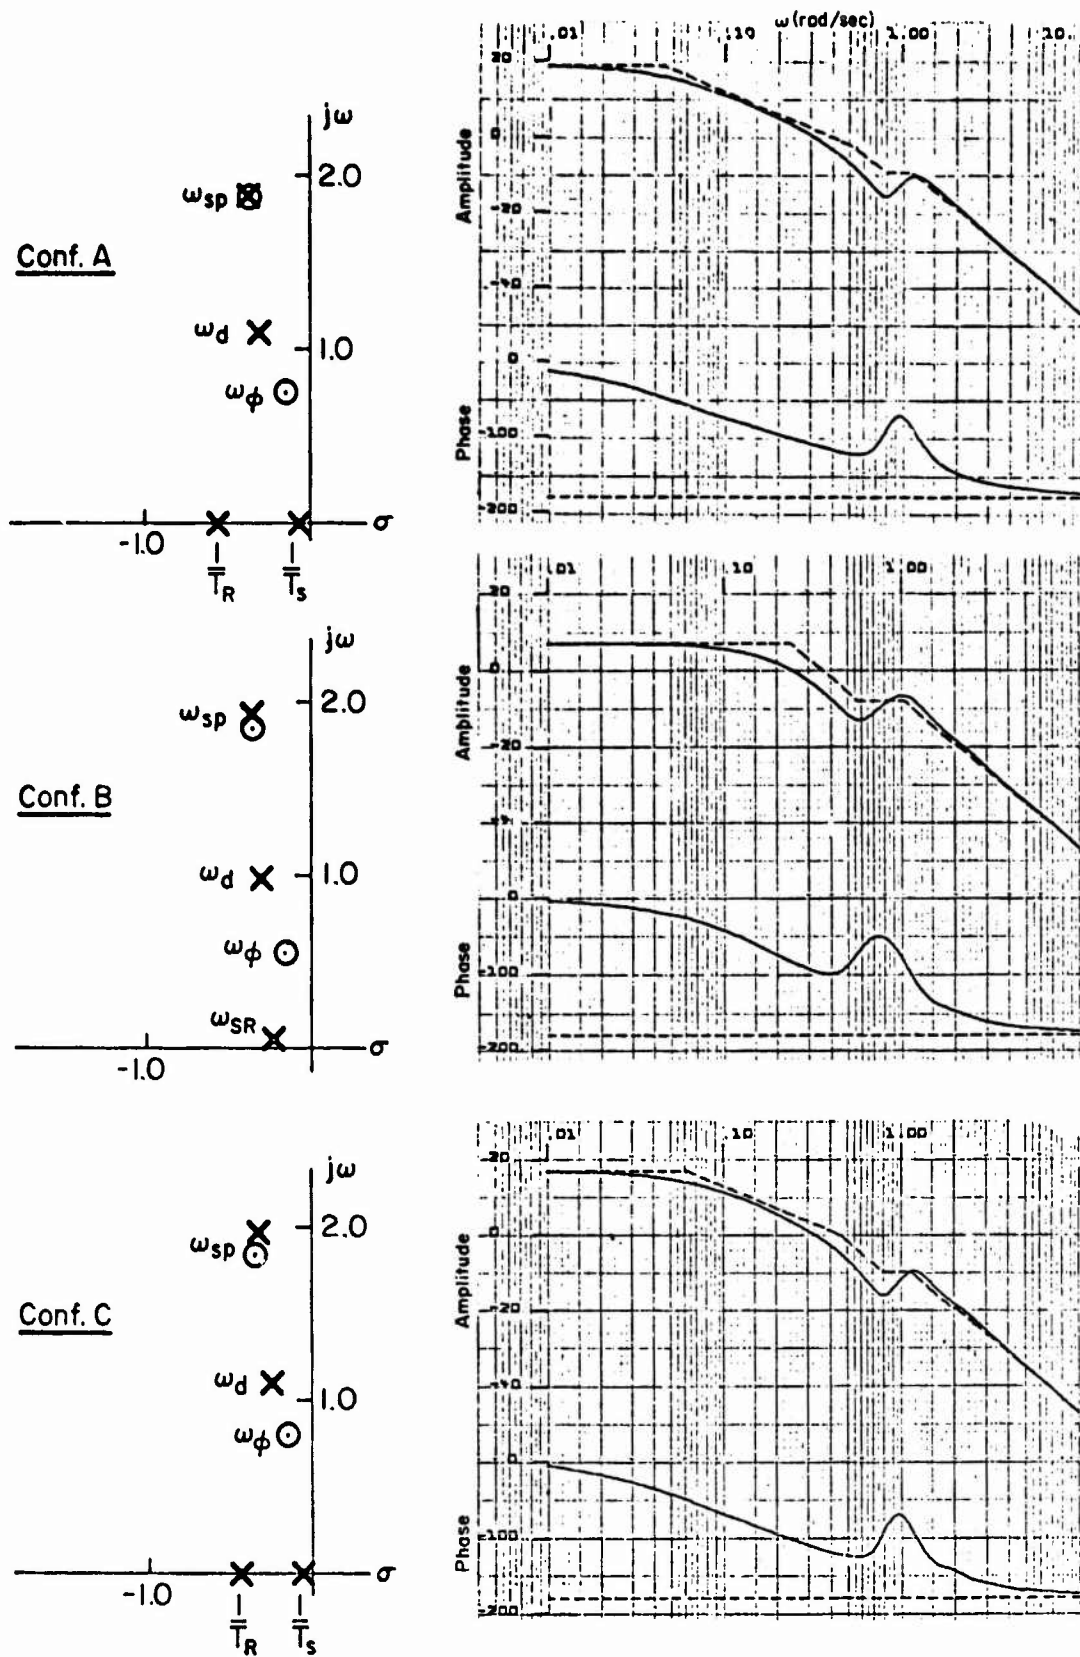 ω (rad/sec)
.01 .10 1.00 10.
20
0
-20
-40
Amplitude
0
-100
-200
Phase
jω
2.0
ωsp
Conf. A
ωd
1.0
ωϕ
-1.0
σ
1/TR
1/Ts
.01 .10 1.00
20
0
-20
-40
Amplitude
0
-100
-200
Phase
jω
2.0
ωsp
Conf. B
ωd
1.0
ωϕ
ωSR
-1.0
σ
.01 .10 1.00
20
0
-20
-40
Amplitude
0
-100
-200
Phase
jω
2.0
ωsp
Conf. C
ωd
1.0
ωϕ
-1.0
σ
1/TR
1/Ts